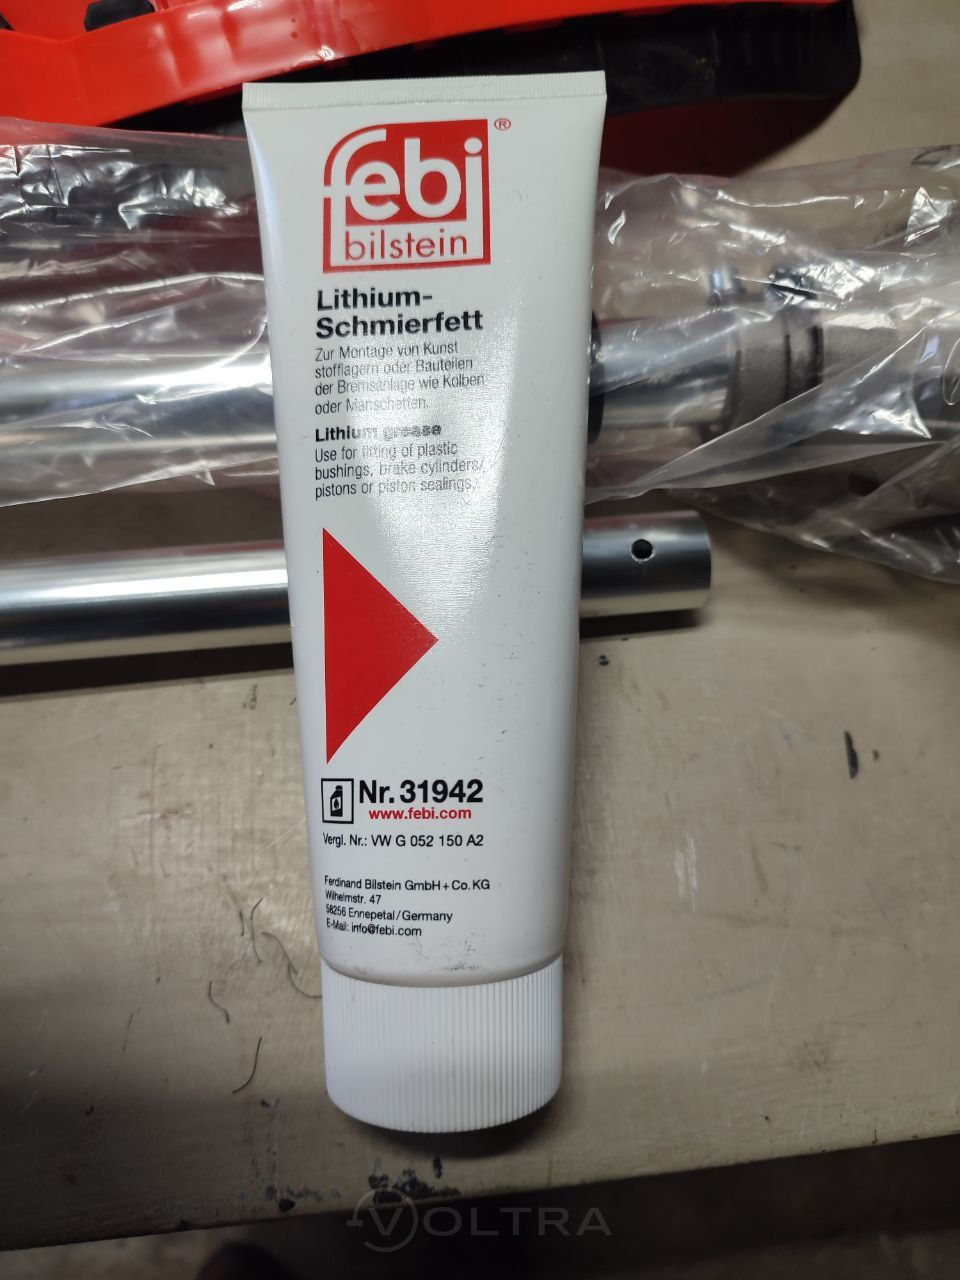 febi®
bilstein
Lithium-
Schmierfett
Zur Montage von Kunst
stofflagern oder Bauteilen
der Bremsanlage wie Kolben
oder Manschetten.
Lithium grease
Use for fitting of plastic
bushings, brake cylinders/
pistons or piston sealings.
Nr. 31942
www.febi.com
Vergl. Nr.: VW G 052 150 A2
Ferdinand Bilstein GmbH + Co. KG
Wilhelmstr. 47
58256 Ennepetal/Germany
E-Mail: info@febi.com
VOLTRA